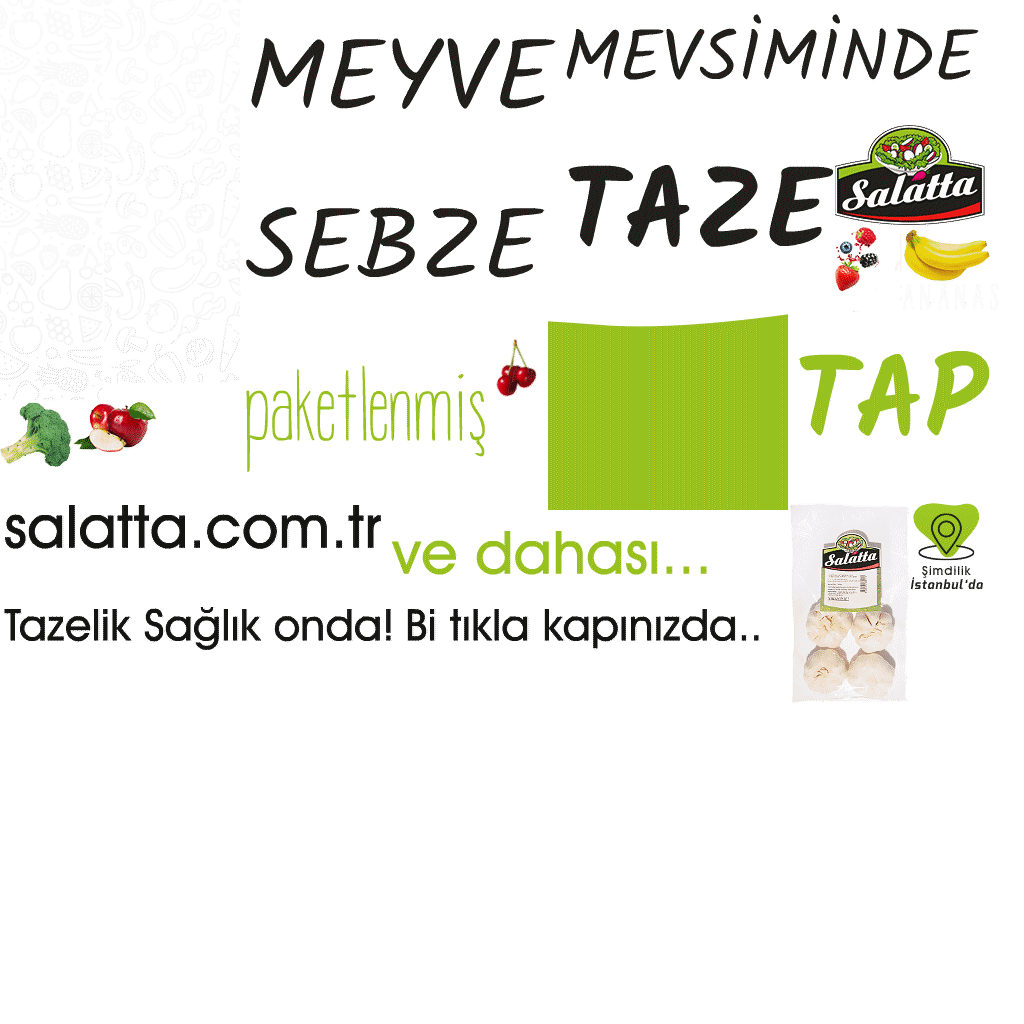 MEYVE
MEVSİMİNDE
SEBZE
TAZE
Salatta
paketlenmiş
TAP
salatta.com.tr
ve dahası...
Salatta
Şimdilik
İstanbul'da
Tazelik Sağlık onda! Bi tıkla kapınızda..